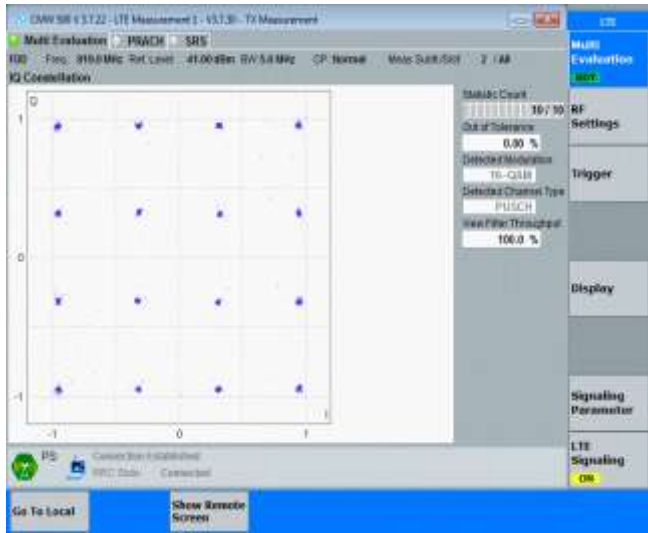 CMW 500 V 3.7.22 - LTE Measurement 1 - V3.7.30 - TX Measurement
LTE
Multi Evaluation PRACH SRS
FDD Freq. MHz Ref. Level 41.00 dBm BW 5.0 MHz CP Normal Meas Subfr./Slot 2 / All
IQ Constellation
Multi
Evaluation
RDY
Q
Statistic Count
10 / 10
Out of Tolerance
0.00 %
Detected Modulation
16-QAM
Detected Channel Type
PUSCH
View Filter Throughput
100.0 %
1
0
-1
I
-1 0 1
RF
Settings
Trigger
Display
Signaling
Parameter
LTE
Signaling
ON
PS
Connection Established
RRC State Connected
Go To Local
Show Remote
Screen